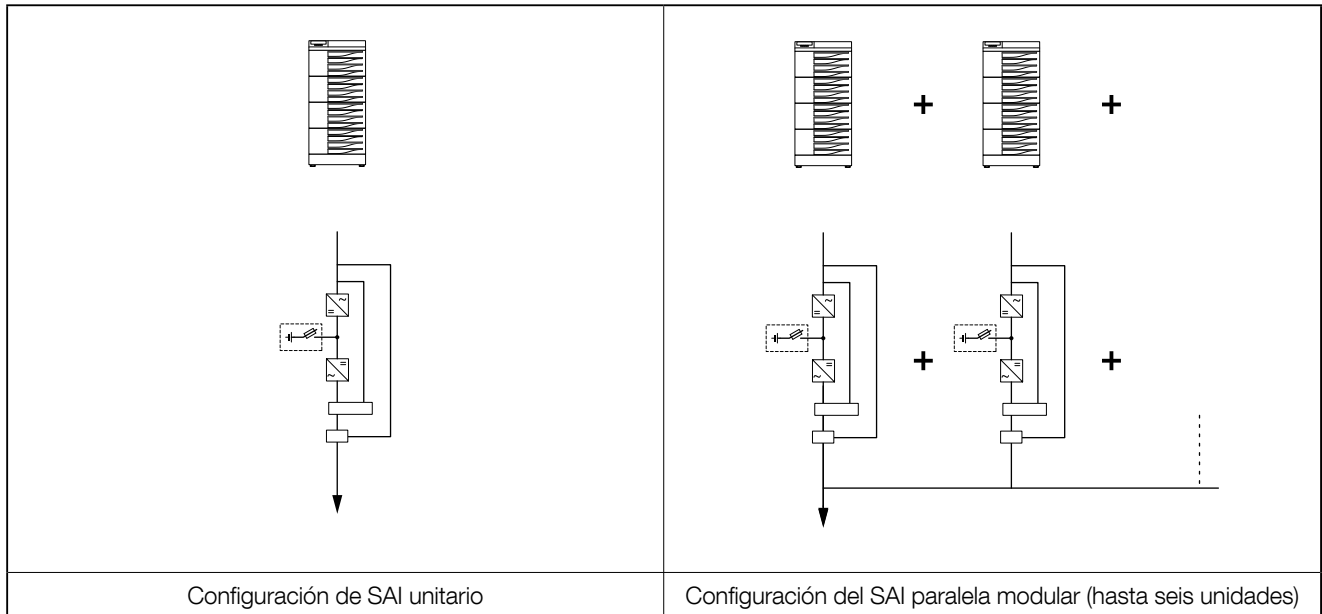 +
+
+
+
Configuración de SAI unitario
Configuración del SAI paralela modular (hasta seis unidades)